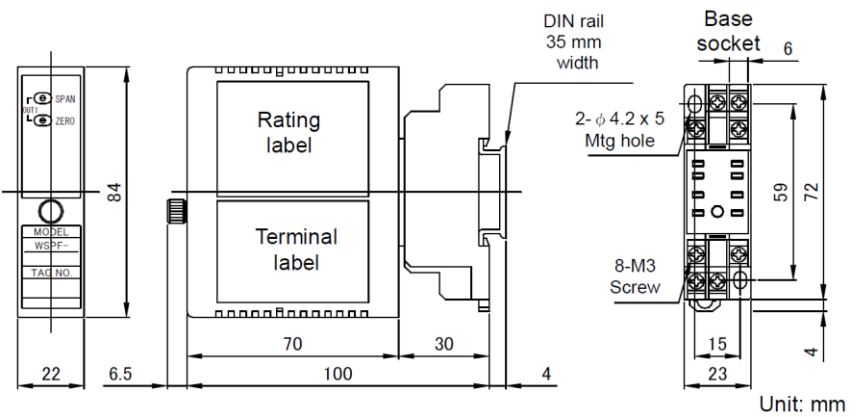 DIN rail
35 mm
width
Base
socket
6
SPAN
OUT1
ZERO
Rating
label
2- ϕ 4.2 x 5
Mtg hole
84
59
72
MODEL
WSPF-
TAG NO.
Terminal
label
8-M3
Screw
70
30
15
4
22
6.5
100
4
23
Unit: mm